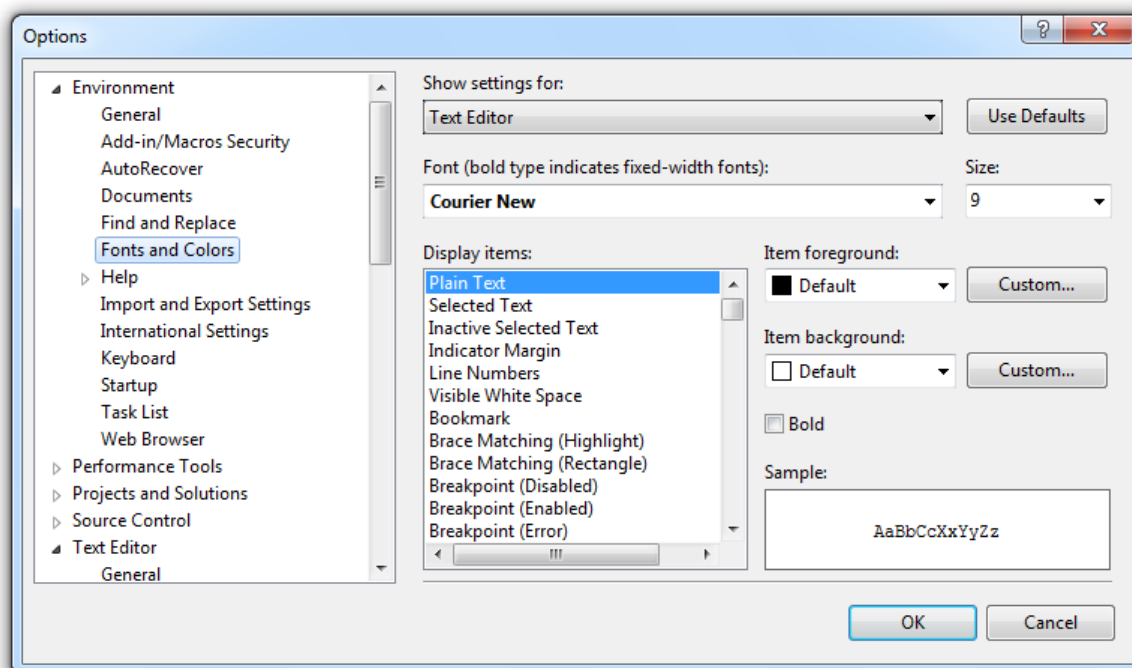 Options
Environment
General
Add-in/Macros Security
AutoRecover
Documents
Find and Replace
Fonts and Colors
Help
Import and Export Settings
International Settings
Keyboard
Startup
Task List
Web Browser
Performance Tools
Projects and Solutions
Source Control
Text Editor
General
Show settings for:
Text Editor
Use Defaults
Font (bold type indicates fixed-width fonts):
Size:
Courier New
9
Display items:
Plain Text
Selected Text
Inactive Selected Text
Indicator Margin
Line Numbers
Visible White Space
Bookmark
Brace Matching (Highlight)
Brace Matching (Rectangle)
Breakpoint (Disabled)
Breakpoint (Enabled)
Breakpoint (Error)
Item foreground:
Default
Custom...
Item background:
Default
Custom...
Bold
Sample:
AaBbCcXxYyZz
OK
Cancel